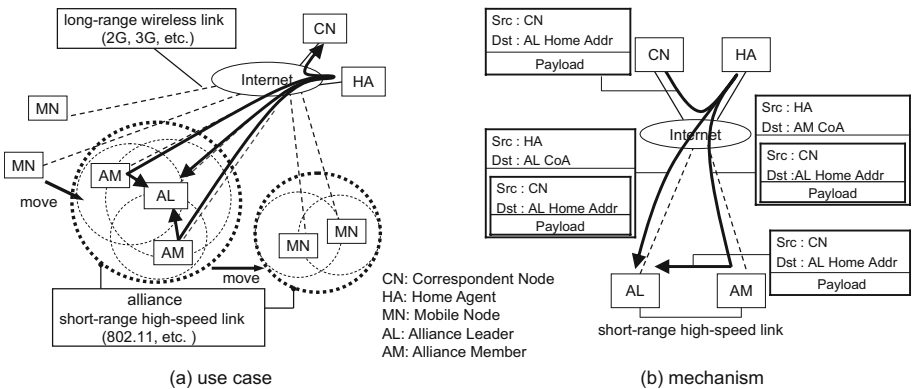 (a) use case
long-range wireless link
(2G, 3G, etc.)
CN
Internet
HA
MN
MN
move
AM
AL
AM
move
MN
MN
alliance
short-range high-speed link
(802.11, etc. )
CN: Correspondent Node
HA: Home Agent
MN: Mobile Node
AL: Alliance Leader
AM: Alliance Member
(b)
Src : CN
Dst : AL Home Addr
Payload
CN
HA
Internet
Src : HA
Dst : AL CoA
Src : CN
Dst :AL Home Addr
Payload
Src : HA
Dst : AM CoA
Src : CN
Dst :AL Home Addr
Payload
Src : CN
Dst : AL Home Addr
Payload
AL
AM
short-range high-speed link
(a) use case
(b) mechanism